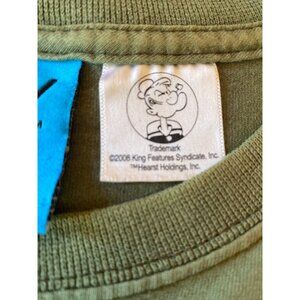 Trademark
©2006 King Features Syndicate, Inc.
™Hearst Holdings, Inc.